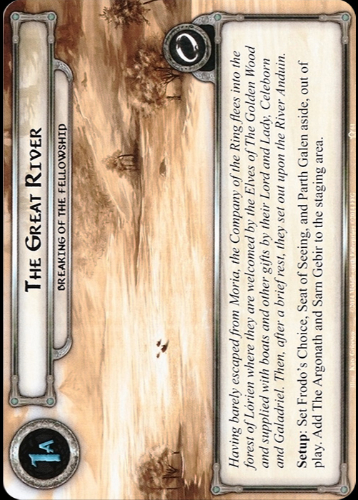 1A
THE GREAT RIVER
BREAKING OF THE FELLOWSHIP
Having barely escaped from Moria, the Company of the Ring flees into the
forest of Lórien where they are welcomed by the Elves of The Golden Wood
and supplied with boats and other gifts by their Lord and Lady, Celeborn
and Galadriel. Then, after a brief rest, they set out upon the River Anduin.
Setup: Set Frodo's Choice, Seat of Seeing, and Parth Galen aside, out of
play. Add The Argonath and Sarn Gebir to the staging area.